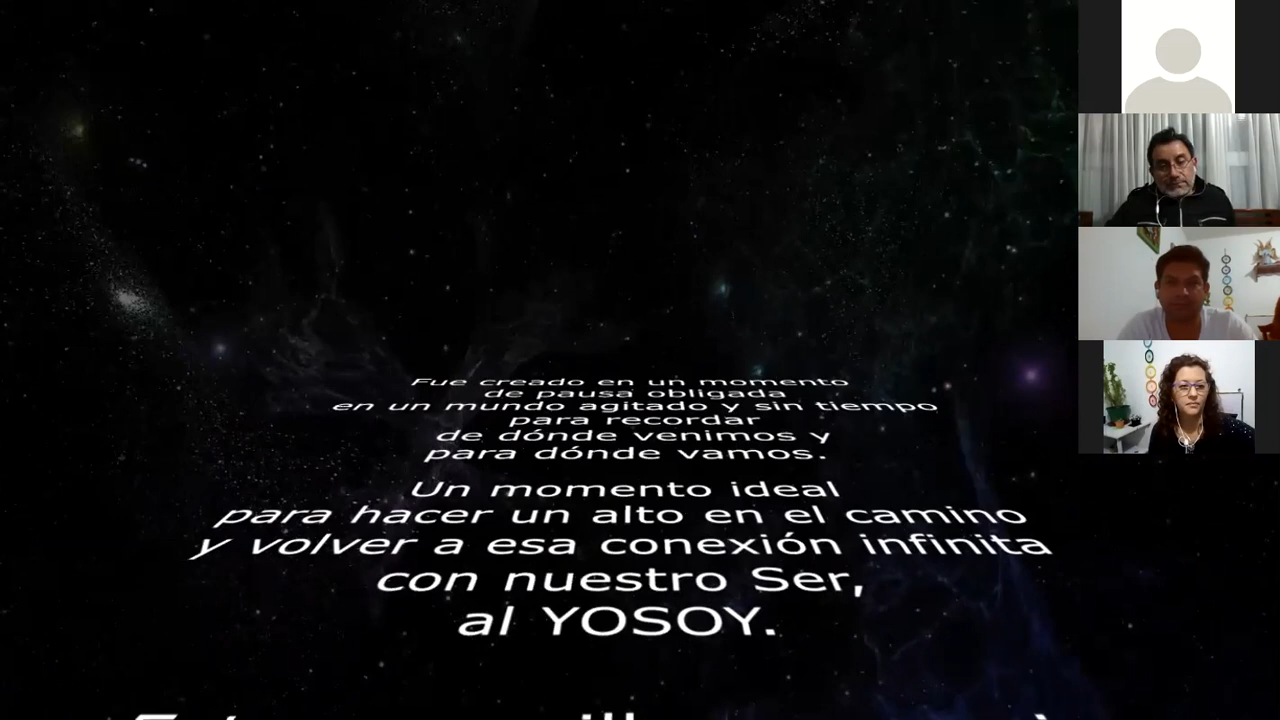 Fue creado en un momento
de pausa obligada
en un mundo agitado y sin tiempo
para recordar
de dónde venimos y
para dónde vamos.
Un momento ideal
para hacer un alto en el camino
y volver a esa conexión infinita
con nuestro Ser,
al YOSOY.